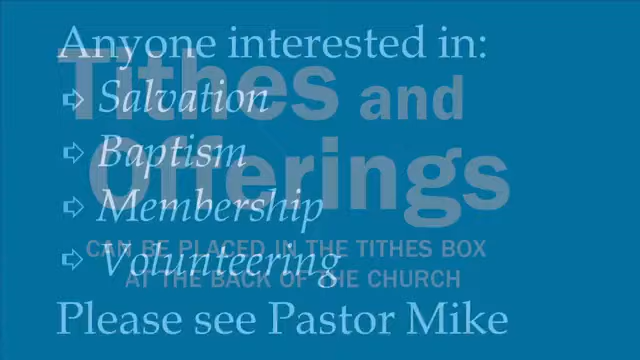 Anyone interested in:
➩ Salvation
➩ Baptism
➩ Membership
➩ Volunteering
Please see Pastor Mike
Tithes and
Offerings
CAN BE PLACED IN THE TITHES BOX
AT THE BACK OF THE CHURCH